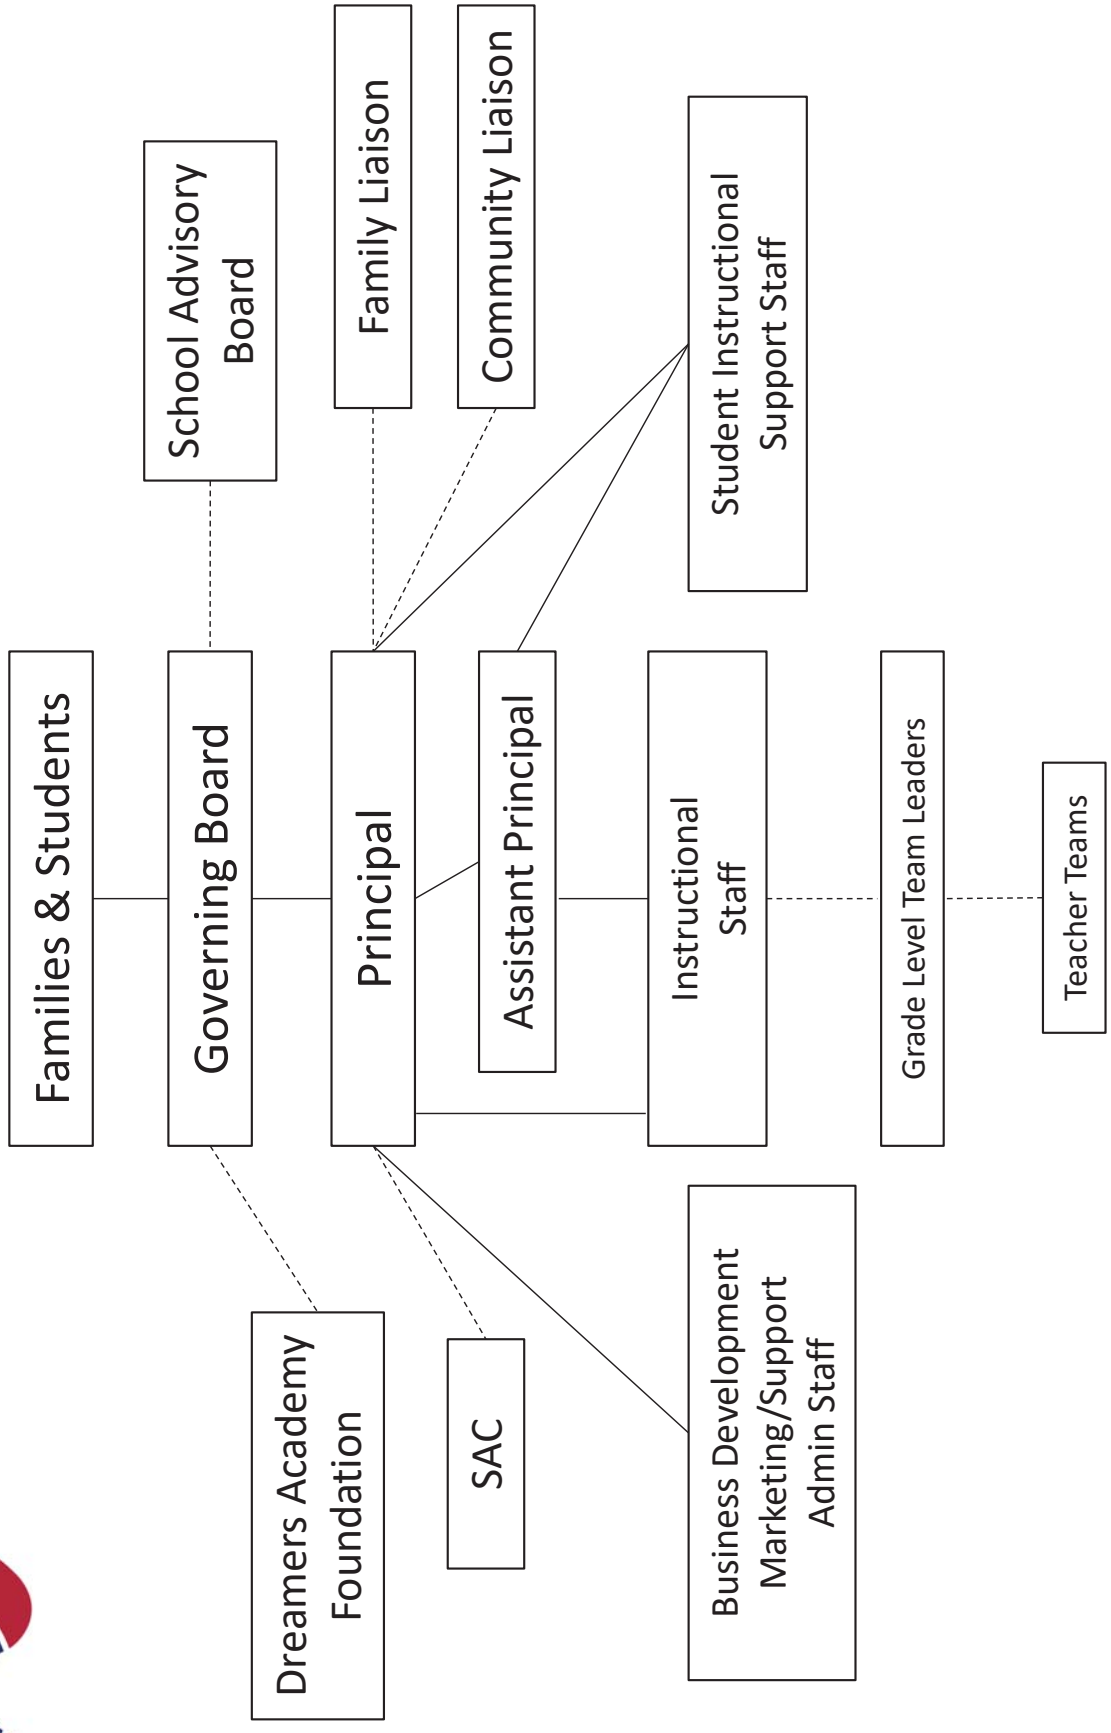 Families & Students
Governing Board
School Advisory
Board
Dreamers Academy
Foundation
Principal
Family Liaison
Community Liaison
SAC
Assistant Principal
Business Development
Marketing/Support
Admin Staff
Instructional
Staff
Student Instructional
Support Staff
Grade Level Team Leaders
Teacher Teams